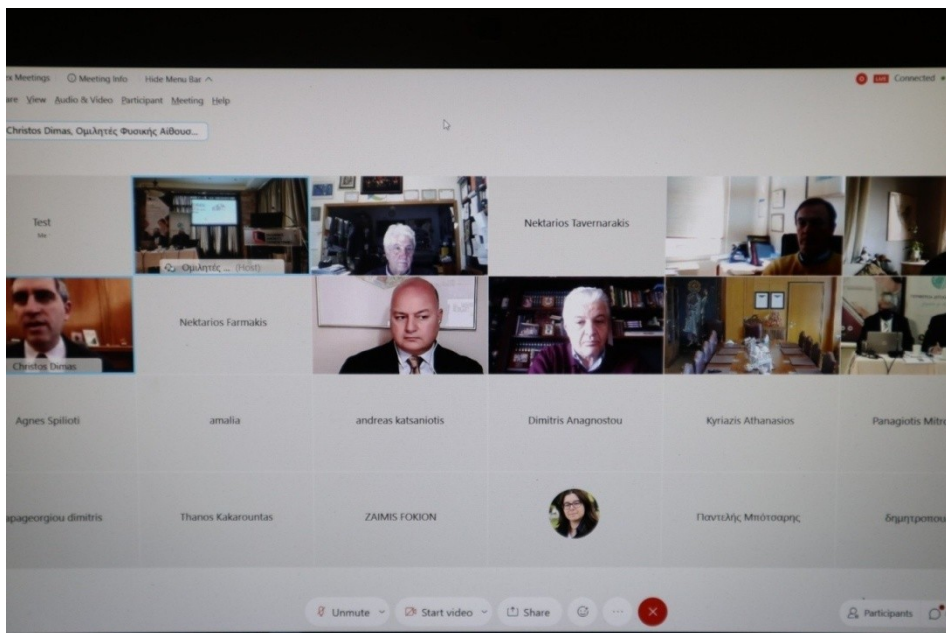 Meetings Meeting Info Hide Menu Bar LIVE Connected
View Audio & Video Participant Meeting Help
Christos Dimas, Ομιλητές Φυσικής Αίθουσ...
Test
Me
Nektarios Tavernarakis
Ομιλητές ... (Host)
Nektarios Farmakis
Christos Dimas
Agnes Spilioti amalia andreas katsaniotis Dimitris Anagnostou Kyriazis Athanasios Panagiotis Mitro
apageorgiou dimitris Thanos Kakarountas ZAIMIS FOKION Παντελής Μπότσαρης δημητροπου
Unmute Start video Share Participants